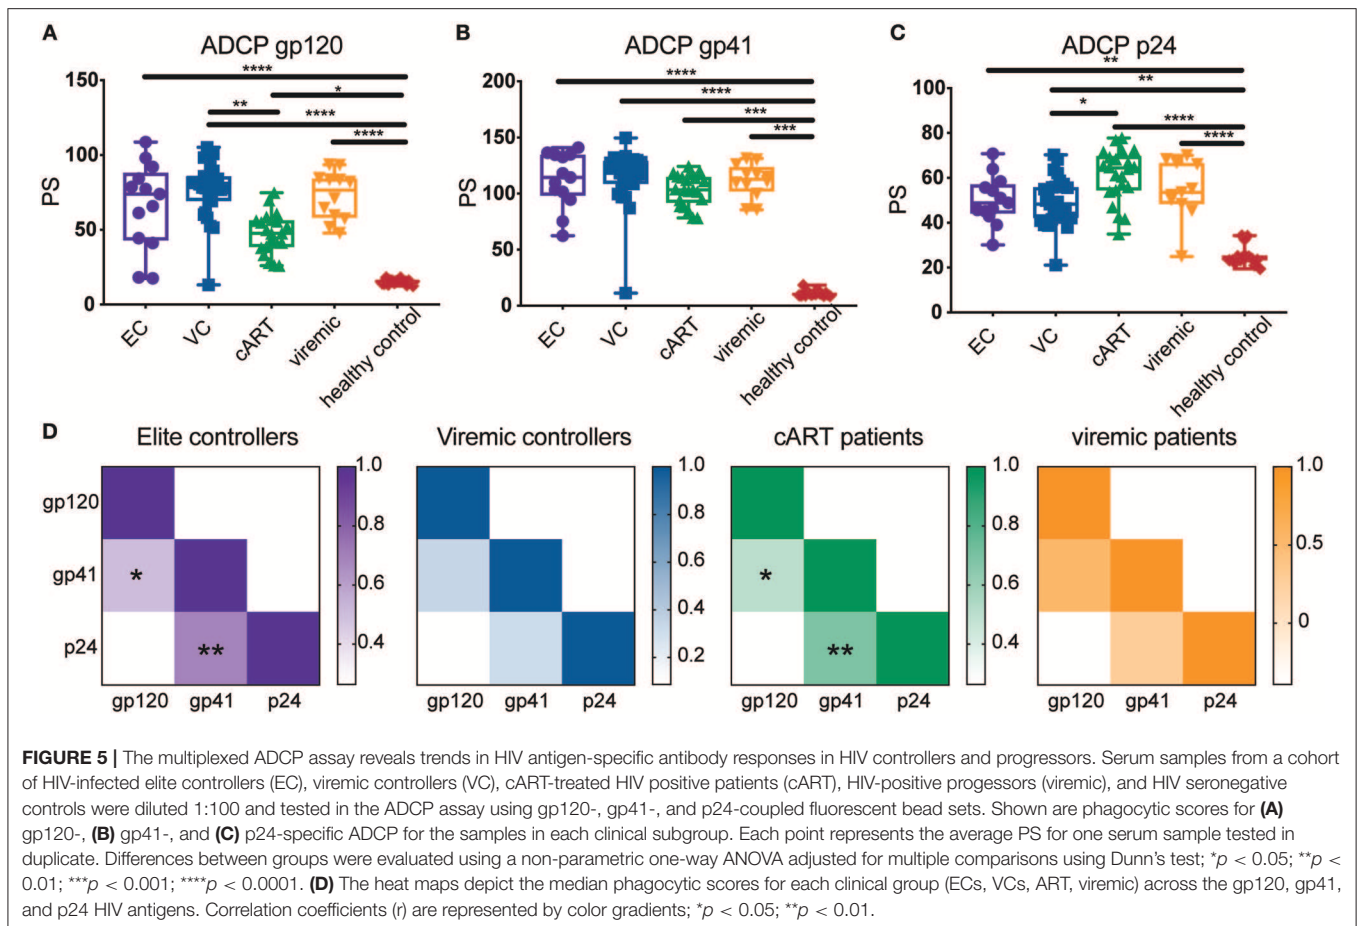 A
ADCP gp120
150
100
50
0
PS
****
*
**
****
****
EC
VC
cART
viremic
healthy control
B
ADCP gp41
200
150
100
50
0
PS
****
****
***
***
EC
VC
cART
viremic
healthy control
C
ADCP p24
100
80
60
40
20
0
PS
**
**
*
****
****
EC
VC
cART
viremic
healthy control
D
Elite controllers
gp120
gp41
p24
*
**
gp120 gp41 p24
1.0
0.8
0.6
0.4
Viremic controllers
gp120 gp41 p24
1.0
0.8
0.6
0.4
0.2
cART patients
*
**
gp120 gp41 p24
1.0
0.8
0.6
0.4
viremic patients
gp120 gp41 p24
1.0
0.5
0
FIGURE 5 | The multiplexed ADCP assay reveals trends in HIV antigen-specific antibody responses in HIV controllers and progressors. Serum samples from a cohort
of HIV-infected elite controllers (EC), viremic controllers (VC), cART-treated HIV positive patients (cART), HIV-positive progessors (viremic), and HIV seronegative
controls were diluted 1:100 and tested in the ADCP assay using gp120-, gp41-, and p24-coupled fluorescent bead sets. Shown are phagocytic scores for (A)
gp120-, (B) gp41-, and (C) p24-specific ADCP for the samples in each clinical subgroup. Each point represents the average PS for one serum sample tested in
duplicate. Differences between groups were evaluated using a non-parametric one-way ANOVA adjusted for multiple comparisons using Dunn's test; *p < 0.05; **p <
0.01; ***p < 0.001; ****p < 0.0001. (D) The heat maps depict the median phagocytic scores for each clinical group (ECs, VCs, ART, viremic) across the gp120, gp41,
and p24 HIV antigens. Correlation coefficients (r) are represented by color gradients; *p < 0.05; **p < 0.01.